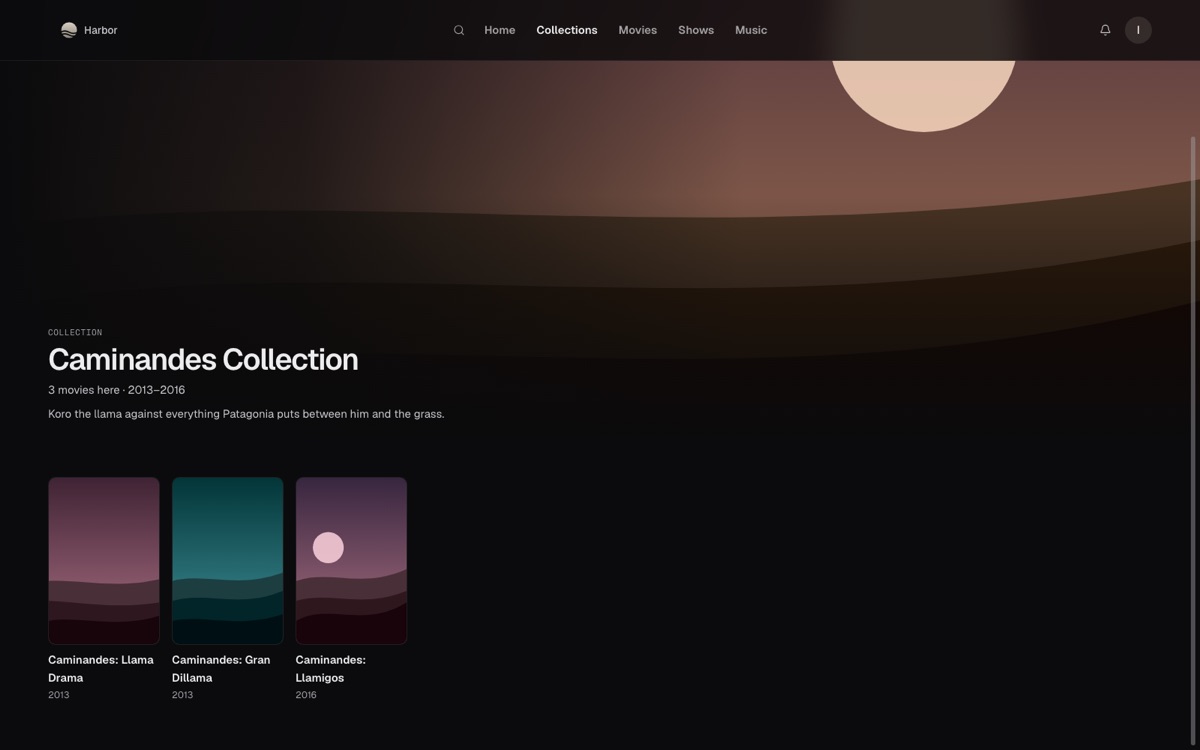 Harbor
Home
Collections
Movies
Shows
Music
I
COLLECTION
Caminandes Collection
3 movies here · 2013–2016
Koro the llama against everything Patagonia puts between him and the grass.
Caminandes: Llama
Drama
2013
Caminandes: Gran
Dillama
2013
Caminandes:
Llamigos
2016